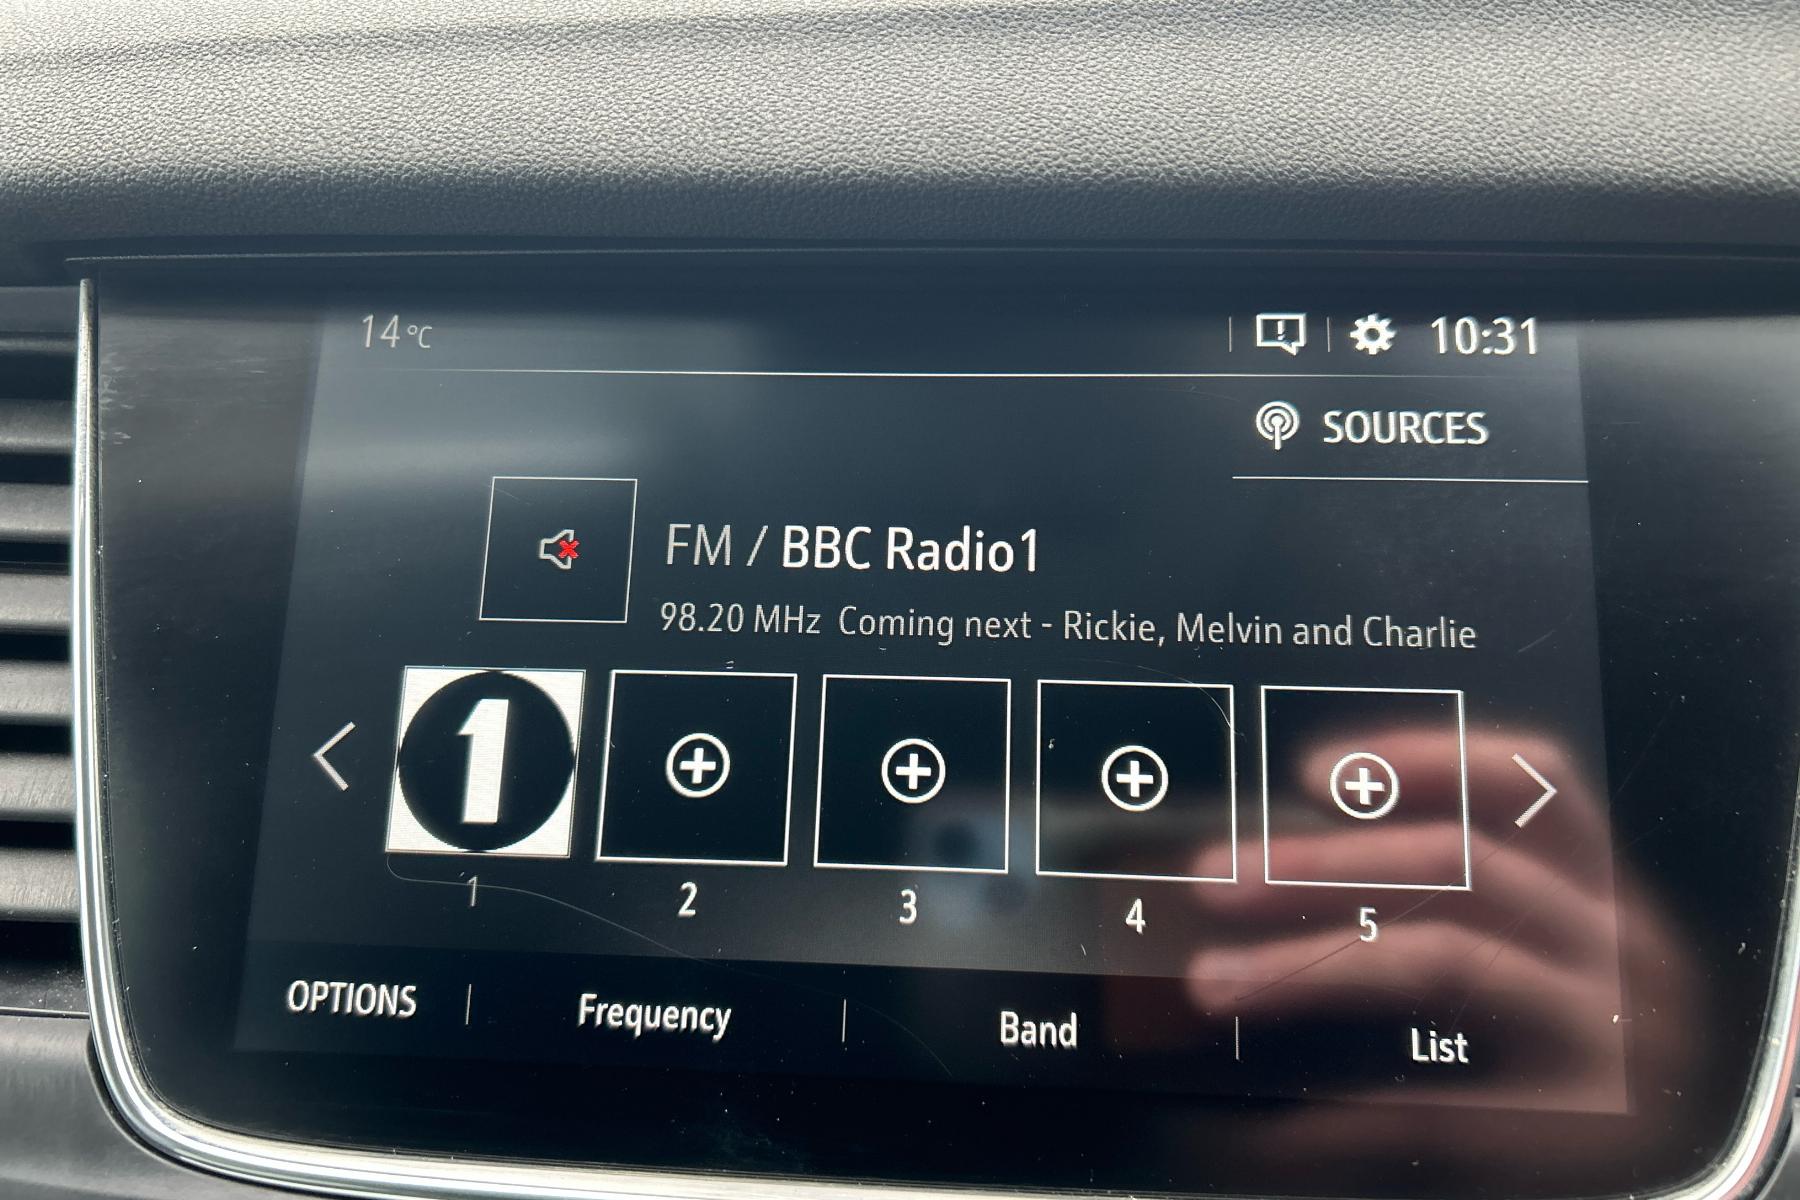 14°C 10:31
SOURCES
FM / BBC Radio1
98.20 MHz Coming next - Rickie, Melvin and Charlie
1
1 2 3 4 5
OPTIONS Frequency Band List